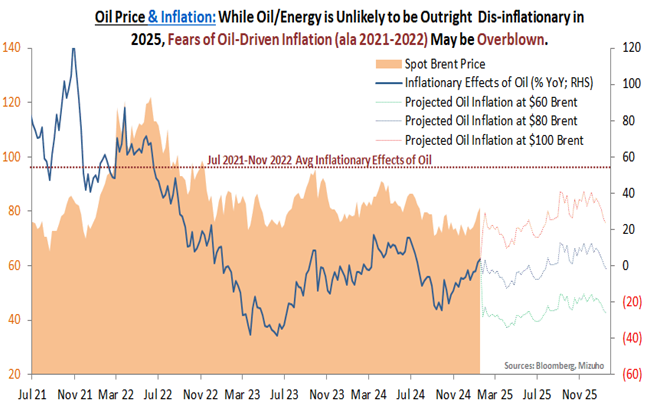 Oil Price & Inflation: While Oil/Energy is Unlikely to be Outright Dis-inflationary in
2025, Fears of Oil-Driven Inflation (ala 2021-2022) May be Overblown.
140
120
100
80
60
40
20
120
100
80
60
40
20
0
(20)
(40)
(60)
Spot Brent Price
Inflationary Effects of Oil (% YoY; RHS)
Projected Oil Inflation at $60 Brent
Projected Oil Inflation at $80 Brent
Projected Oil Inflation at $100 Brent
Jul 2021-Nov 2022 Avg Inflationary Effects of Oil
Sources: Bloomberg, Mizuho
Jul 21 Nov 21 Mar 22 Jul 22 Nov 22 Mar 23 Jul 23 Nov 23 Mar 24 Jul 24 Nov 24 Mar 25 Jul 25 Nov 25